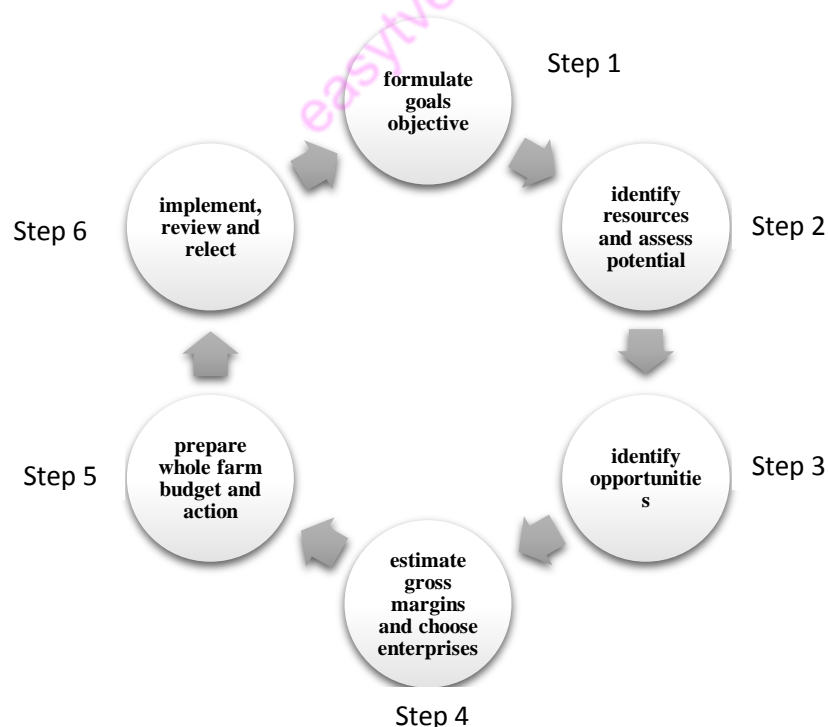 easytve
formulate
goals
objective
Step 1
identify
resources
and assess
potential
Step 2
identify
opportunitie
s
Step 3
estimate
gross
margins
and choose
enterprises
Step 4
prepare
whole farm
budget and
action
Step 5
implement,
review and
relect
Step 6